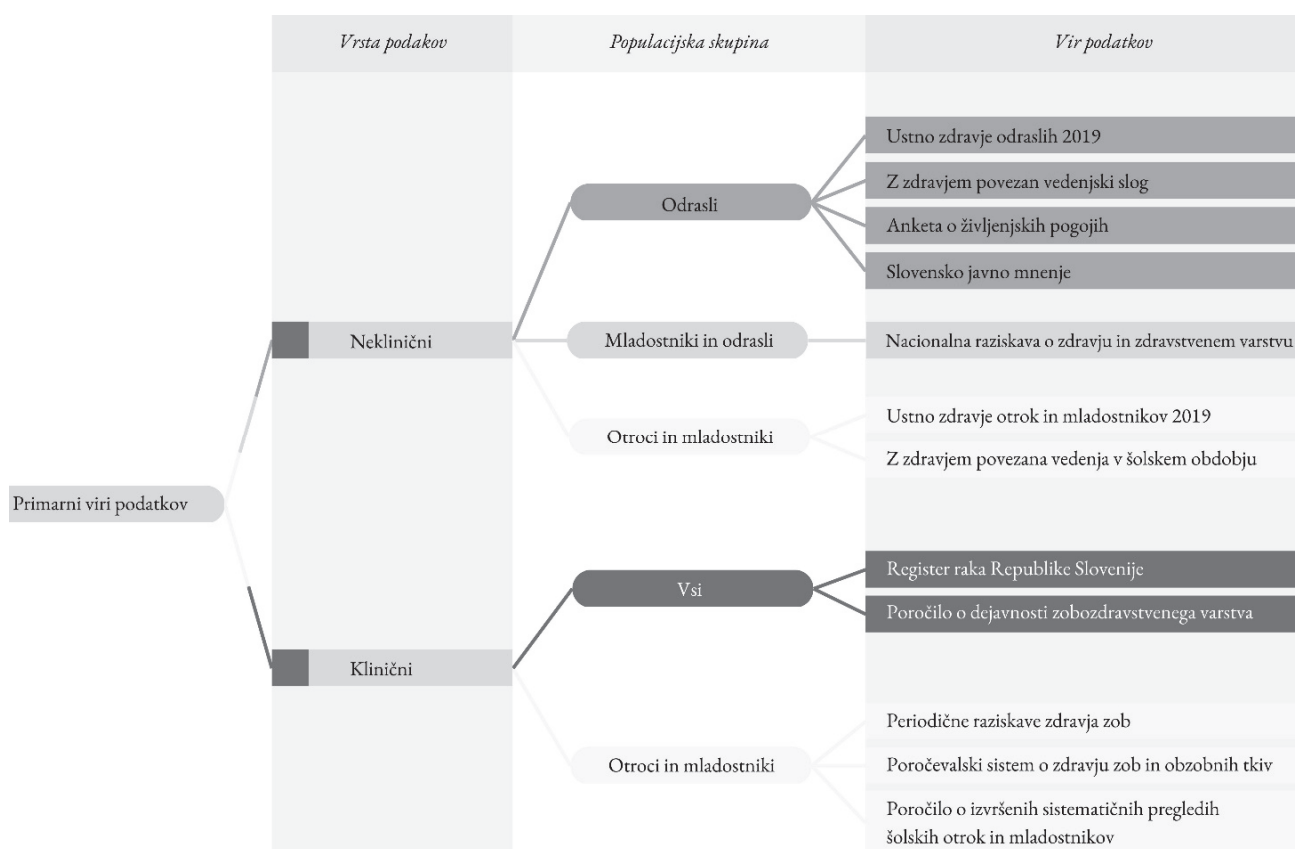 Vrsta podakov
Populacijska skupina
Vir podatkov
Primarni viri podatkov
Neklinični
Odrasli
Ustno zdravje odraslih 2019
Z zdravjem povezan vedenjski slog
Anketa o življenjskih pogojih
Slovensko javno mnenje
Mladostniki in odrasli
Nacionalna raziskava o zdravju in zdravstvenem varstvu
Otroci in mladostniki
Ustno zdravje otrok in mladostnikov 2019
Z zdravjem povezana vedenja v šolskem obdobju
Klinični
Vsi
Register raka Republike Slovenije
Poročilo o dejavnosti zobozdravstvenega varstva
Otroci in mladostniki
Periodične raziskave zdravja zob
Poročevalski sistem o zdravju zob in obzobnih tkiv
Poročilo o izvršenih sistematičnih pregledih
šolskih otrok in mladostnikov